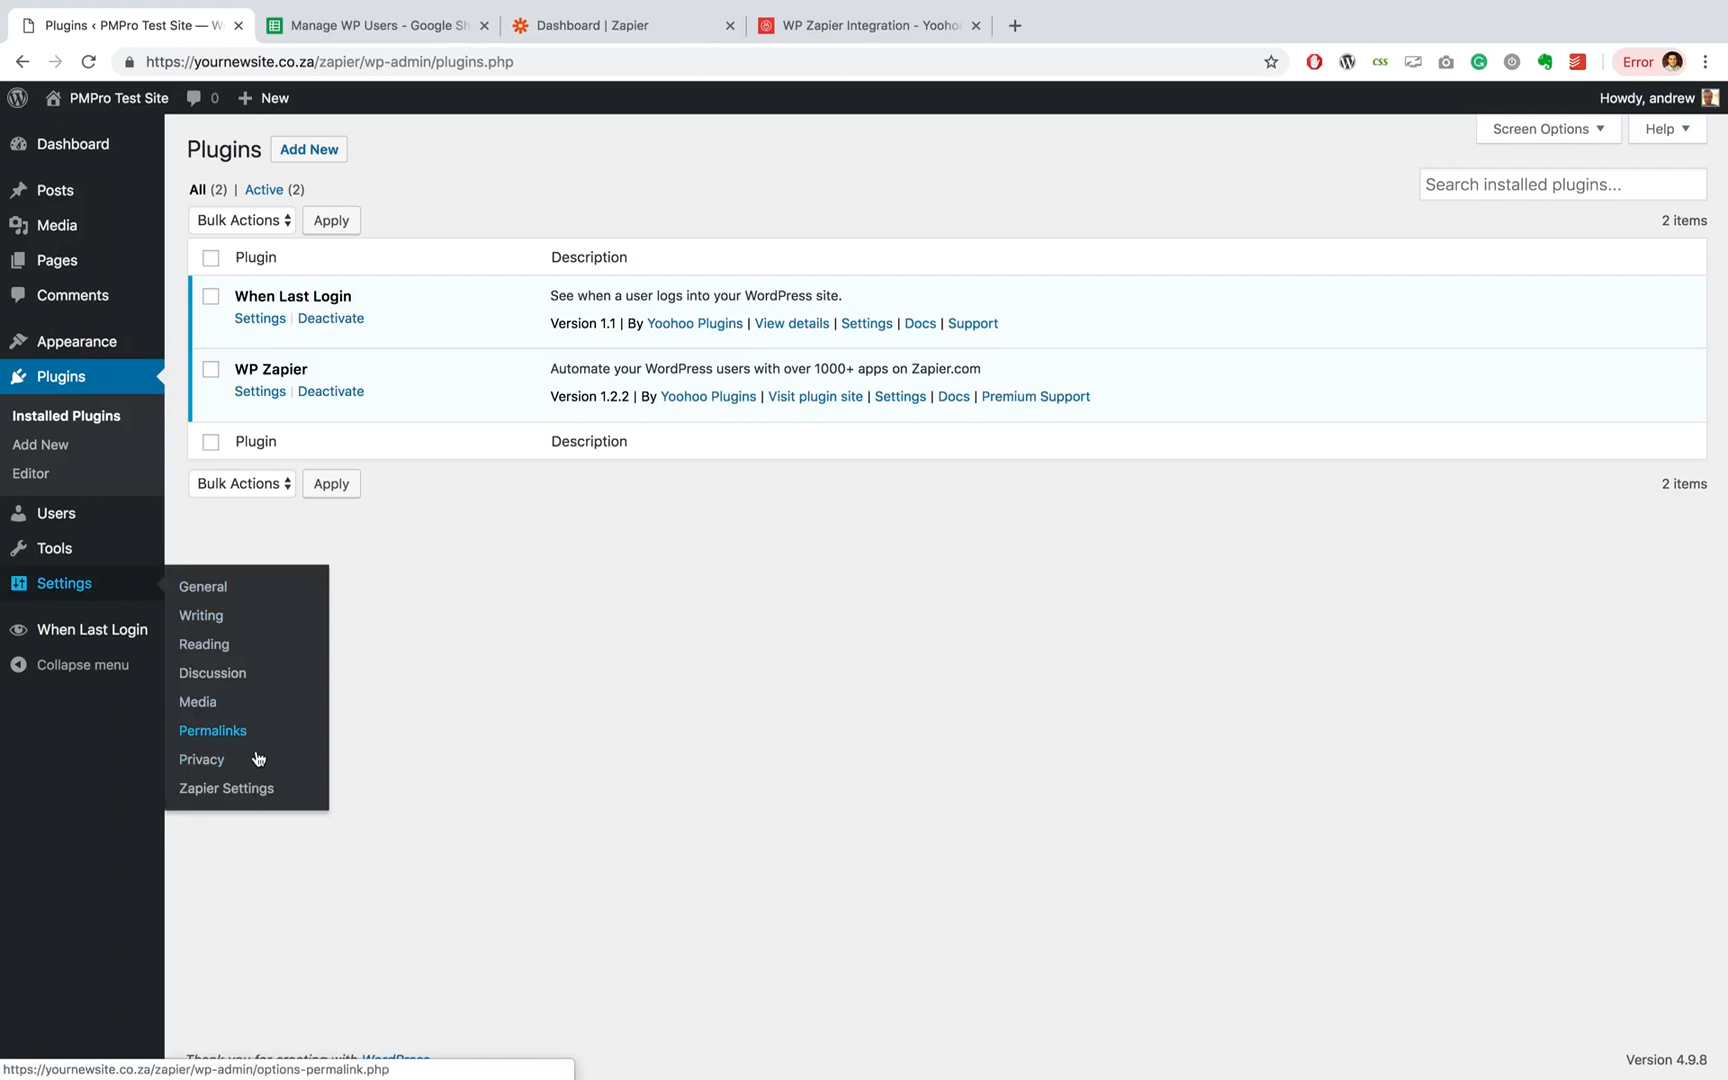 Plugins ‹ PMPro Test Site — W
Manage WP Users - Google Sh
Dashboard | Zapier
WP Zapier Integration - Yooho
https://yournewsite.co.za/zapier/wp-admin/plugins.php
css
Error
PMPro Test Site
0
New
Howdy, andrew
Dashboard
Posts
Media
Pages
Comments
Appearance
Plugins
Installed Plugins
Add New
Editor
Users
Tools
Settings
When Last Login
Collapse menu
General
Writing
Reading
Discussion
Media
Permalinks
Privacy
Zapier Settings
Screen Options
Help
Plugins Add New
All (2) | Active (2)
Search installed plugins...
Bulk Actions Apply
2 items
Plugin Description
When Last Login
Settings | Deactivate
See when a user logs into your WordPress site.
Version 1.1 | By Yoohoo Plugins | View details | Settings | Docs | Support
WP Zapier
Settings | Deactivate
Automate your WordPress users with over 1000+ apps on Zapier.com
Version 1.2.2 | By Yoohoo Plugins | Visit plugin site | Settings | Docs | Premium Support
Plugin Description
Bulk Actions Apply
2 items
Thank you for creating with WordPress
Version 4.9.8
https://yournewsite.co.za/zapier/wp-admin/options-permalink.php